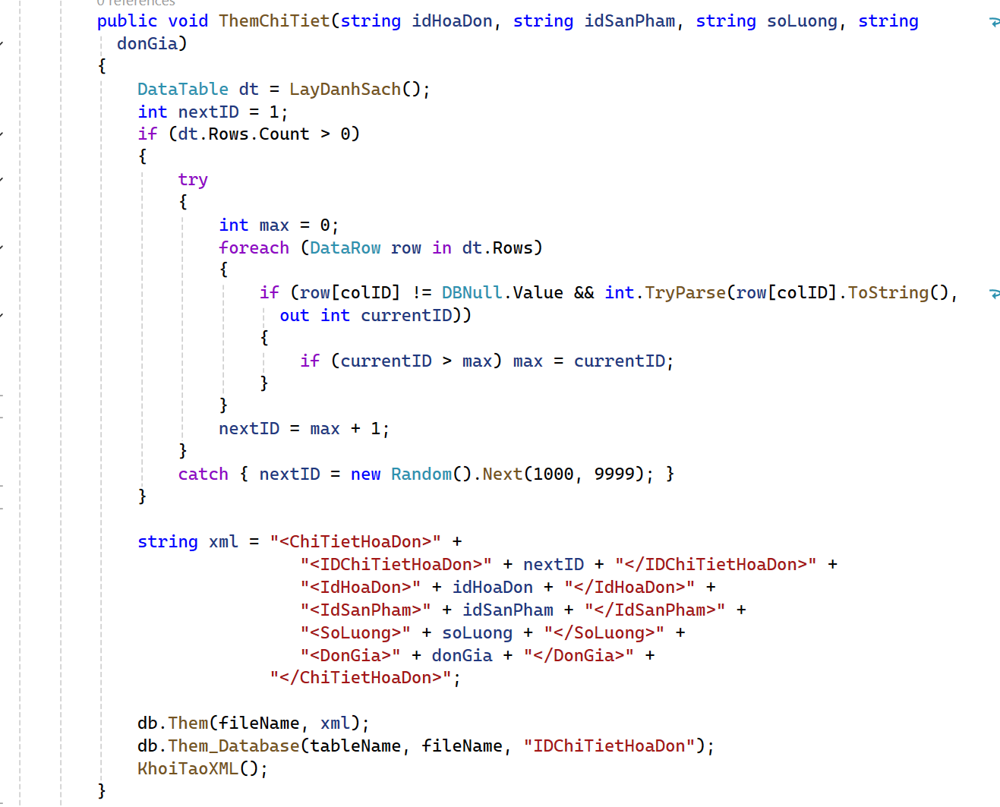 0 references
public void ThemChiTiet(string idHoaDon, string idSanPham, string soLuong, string
donGia)
{
DataTable dt = LayDanhSach();
int nextID = 1;
if (dt.Rows.Count > 0)
{
try
{
int max = 0;
foreach (DataRow row in dt.Rows)
{
if (row[colID] != DBNull.Value && int.TryParse(row[colID].ToString(),
out int currentID))
{
if (currentID > max) max = currentID;
}
}
nextID = max + 1;
}
catch { nextID = new Random().Next(1000, 9999); }
}
string xml = "<ChiTietHoaDon>" +
"<IDChiTietHoaDon>" + nextID + "</IDChiTietHoaDon>" +
"<IdHoaDon>" + idHoaDon + "</IdHoaDon>" +
"<IdSanPham>" + idSanPham + "</IdSanPham>" +
"<SoLuong>" + soLuong + "</SoLuong>" +
"<DonGia>" + donGia + "</DonGia>" +
"</ChiTietHoaDon>";
db.Them(fileName, xml);
db.Them_Database(tableName, fileName, "IDChiTietHoaDon");
KhoiTaoXML();
}